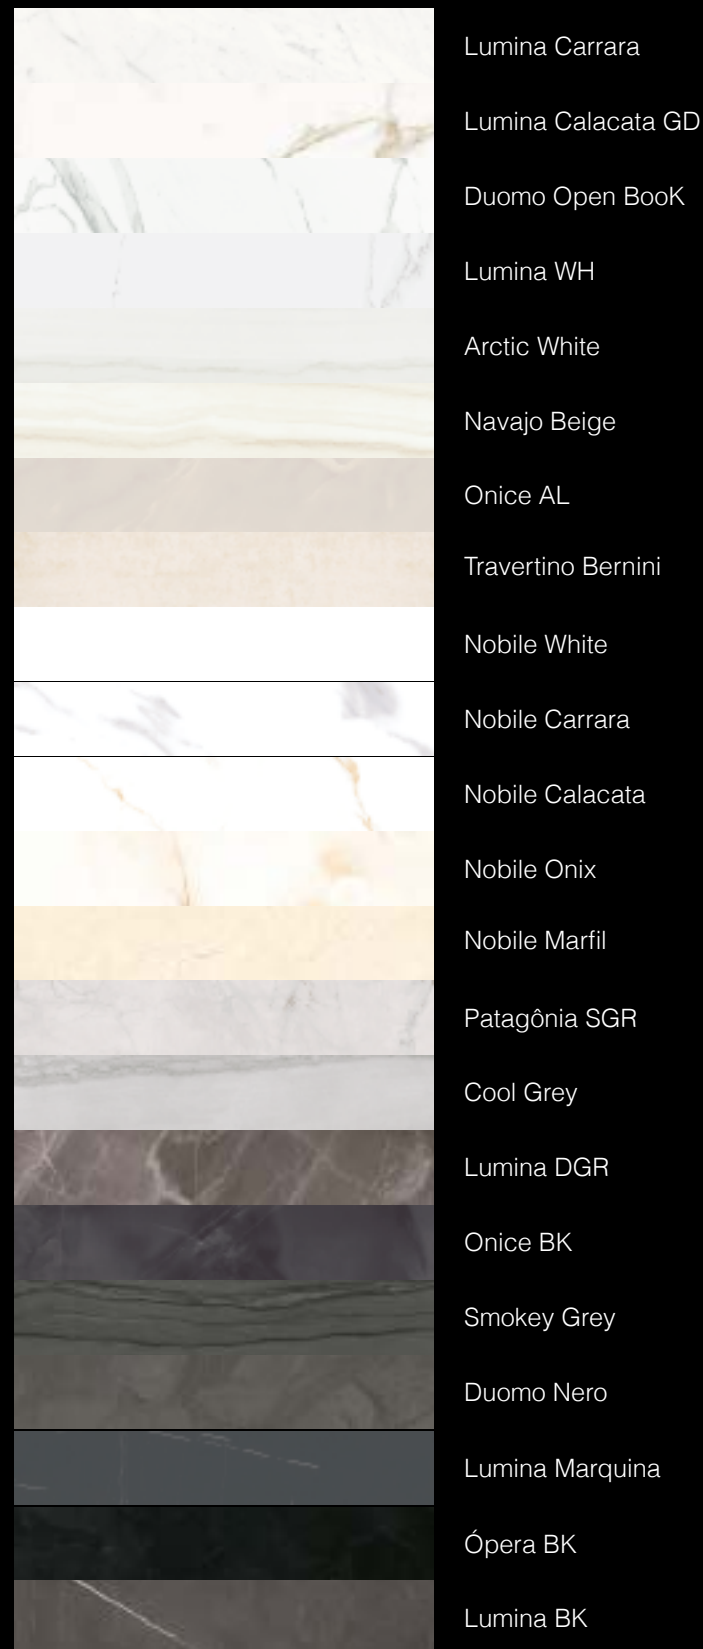 Lumina Carrara
Lumina Calacata GD
Duomo Open BooK
Lumina WH
Arctic White
Navajo Beige
Onice AL
Travertino Bernini
Nobile White
Nobile Carrara
Nobile Calacata
Nobile Onix
Nobile Marfil
Patagônia SGR
Cool Grey
Lumina DGR
Onice BK
Smokey Grey
Duomo Nero
Lumina Marquina
Ópera BK
Lumina BK